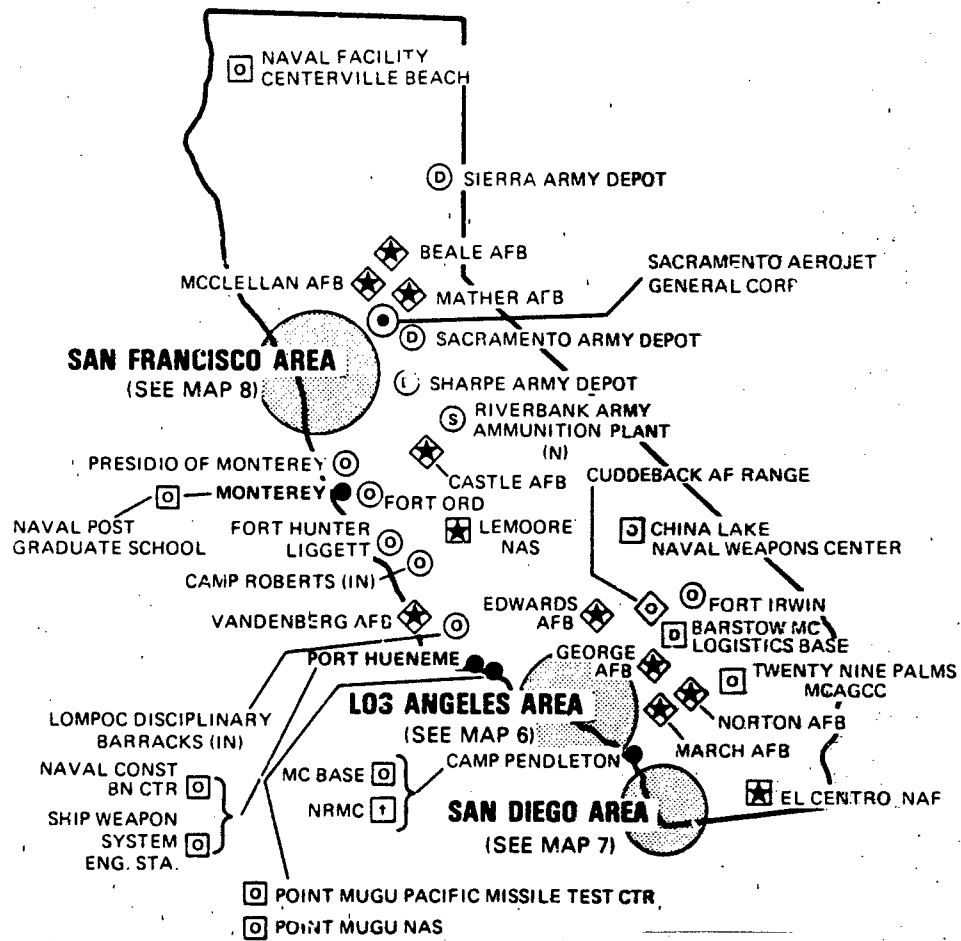 NAVAL FACILITY
CENTERVILLE BEACH
D SIERRA ARMY DEPOT
BEALE AFB
SACRAMENTO AEROJET
GENERAL CORP
MCCLELLAN AFB
MATHER AFB
D SACRAMENTO ARMY DEPOT
SAN FRANCISCO AREA
(SEE MAP 8)
SHARPE ARMY DEPOT
S RIVERBANK ARMY
AMMUNITION PLANT
(N)
PRESIDIO OF MONTEREY O
CASTLE AFB
CUDDEBACK AF RANGE
O
MONTEREY
O FORT ORD
NAVAL POST
GRADUATE SCHOOL
FORT HUNTER
LIGGETT O
LEMOORE
NAS
O CHINA LAKE
NAVAL WEAPONS CENTER
CAMP ROBERTS (IN) O
VANDENBERG AFB
O
EDWARDS
AFB
O
O FORT IRWIN
D BARSTOW MC
LOGISTICS BASE
PORT HUENEME
GEORGE
AFB
O TWENTY NINE PALMS
MCAGCC
LOS ANGELES AREA
(SEE MAP 6)
NORTON AFB
MARCH AFB
LOMPOC DISCIPLINARY
BARRACKS (IN)
CAMP PENDLETON
NAVAL CONST
BN CTR O
MC BASE O
NRMC
SHIP WEAPON
SYSTEM
ENG. STA. O
SAN DIEGO AREA
(SEE MAP 7)
EL CENTRO NAF
O POINT MUGU PACIFIC MISSILE TEST CTR
O POINT MUGU NAS